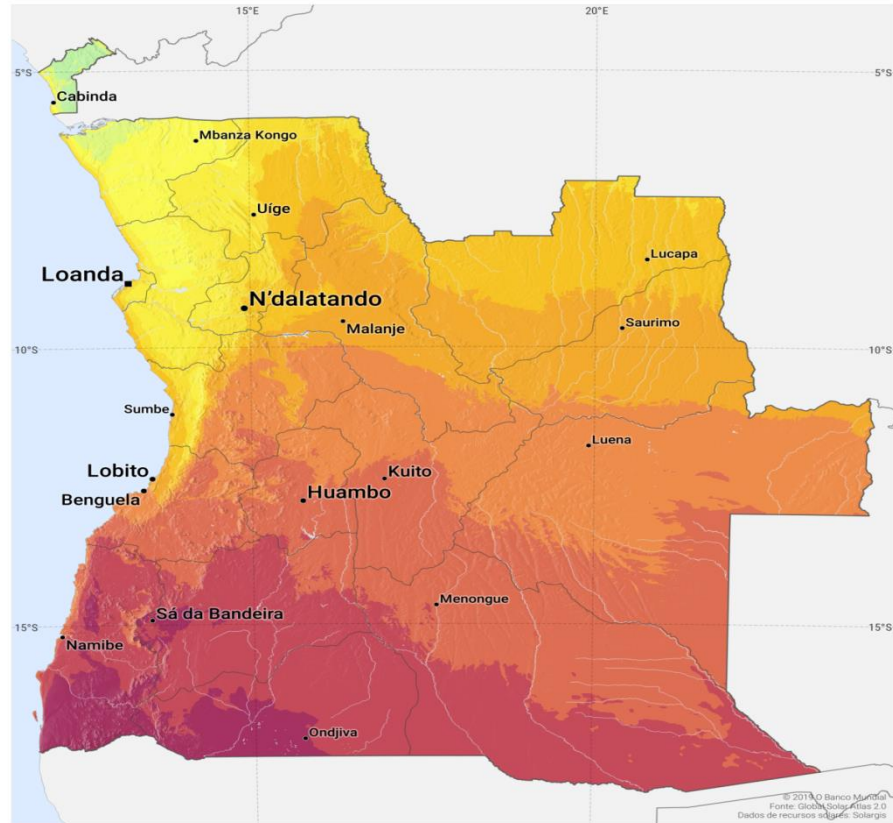 15°E
20°E
5°S
5°S
Cabinda
Mbanza Kongo
Uíge
Lucapa
Loanda
N'dalatando
Malanje
Saurimo
10°S
10°S
Sumbe
Luena
Lobito
Kuito
Benguela
Huambo
Menongue
Sá da Bandeira
15°S
15°S
Namibe
Ondjiva
© 2019 O Banco Mundial
Fonte: Global Solar Atlas 2.0
Dados de recursos solares: Solargis
15°E
20°E